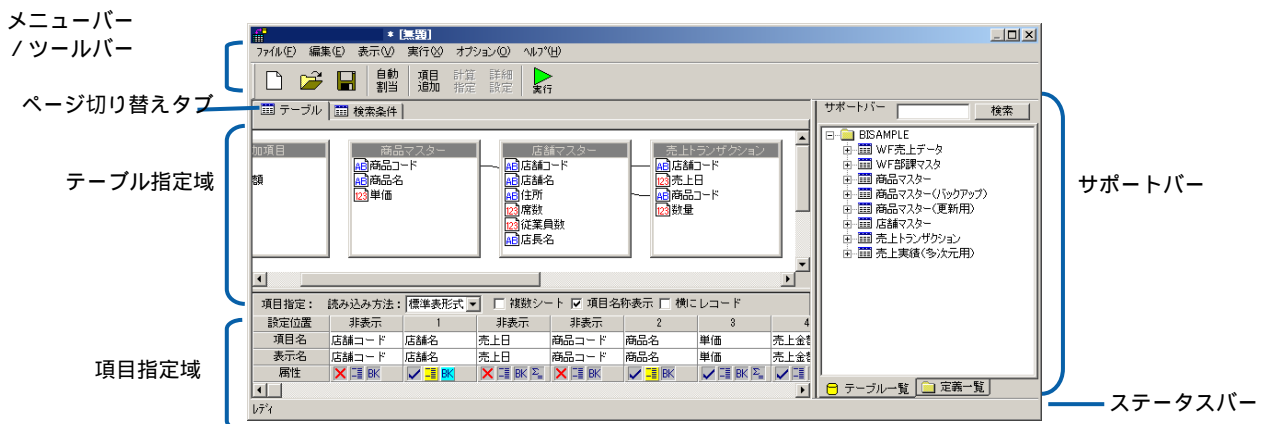 メニューバー
/ツールバー
ページ切り替えタブ
テーブル指定域
項目指定域
* [無題]
ファイル(F) 編集(E) 表示(V) 実行(X) オプション(O) ヘルプ(H)
自動割当 項目追加 計算指定 詳細設定 実行
テーブル 検索条件
加項目
額
商品マスター
商品コード
商品名
単価
店舗マスター
店舗コード
店舗名
住所
席数
従業員数
店長名
売上トランザクション
店舗コード
売上日
商品コード
数量
項目指定: 読み込み方法: 標準表形式 複数シート 項目名称表示 横にレコード
設定位置 非表示 1 非表示 非表示 2 3 4
項目名 店舗コード 店舗名 売上日 商品コード 商品名 単価 売上金額
表示名 店舗コード 店舗名 売上日 商品コード 商品名 単価 売上金額
属性 BK BK BK Σ BK BK BK Σ
レディ
サポートバー 検索
BISAMPLE
WF売上データ
WF部課マスタ
商品マスター
商品マスター(バックアップ)
商品マスター(更新用)
店舗マスター
売上トランザクション
売上実績(多次元用)
テーブル一覧 定義一覧
サポートバー
ステータスバー